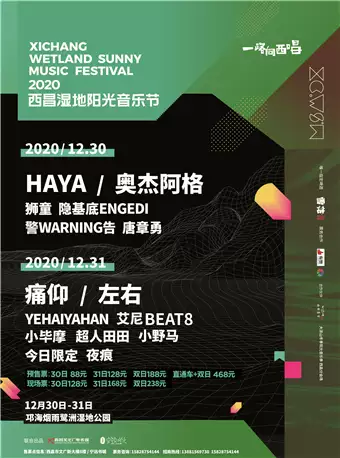 XICHANG
WETLAND SUNNY
MUSIC FESTIVAL
2020
西昌湿地阳光音乐节
一路向西唱
XC.WSM
2020/12.30
HAYA / 奥杰阿格
狮童 隐基底ENGEDI
警WARNING告 唐章勇
2020/12.31
痛仰 / 左右
YEHAIYAHAN 艾尼BEAT8
小毕摩 超人田田 小野马
今日限定 夜痕
预售票:30日 88元 31日128元 双日188元 直通车+双日 468元
现场票:30日128元 31日168元 双日238元
12月30日-31日
邛海烟雨鹭洲湿地公园